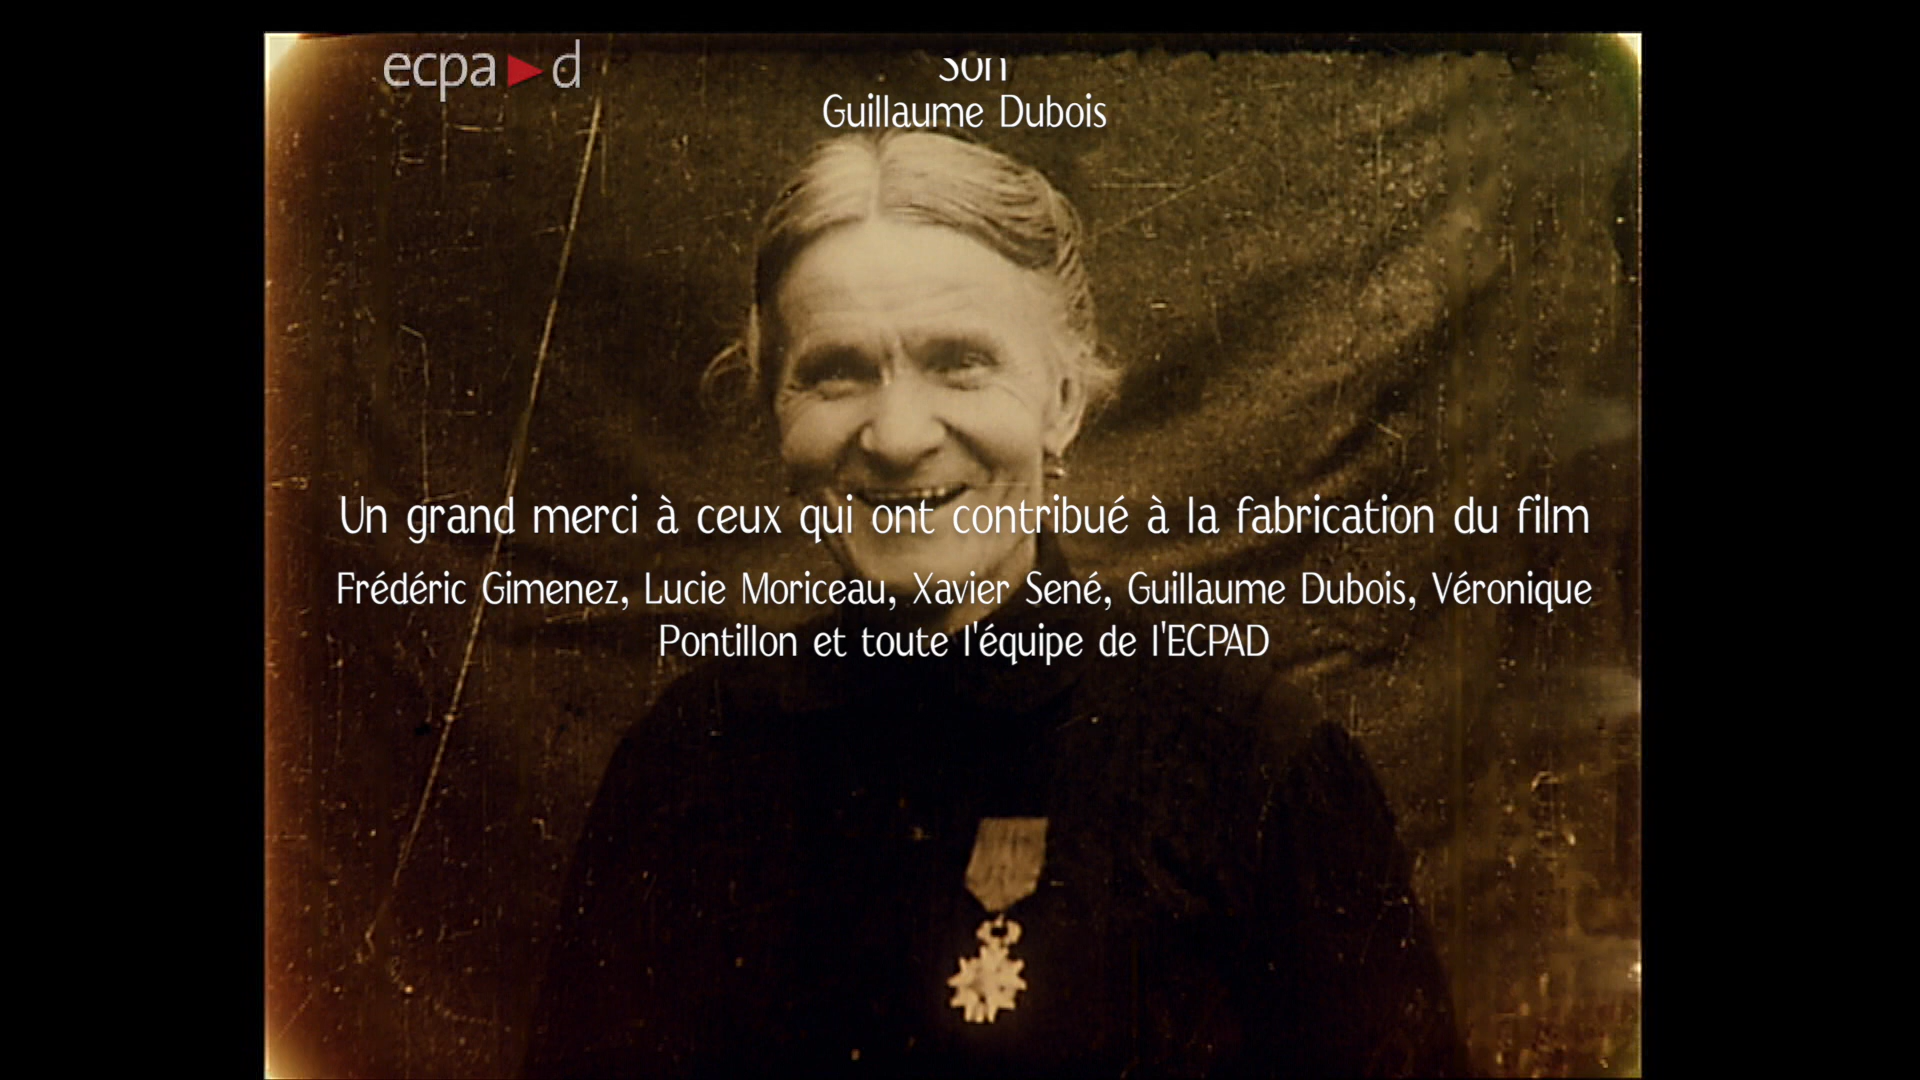 ecpad
Son
Guillaume Dubois
Un grand merci à ceux qui ont contribué à la fabrication du film
Frédéric Gimenez, Lucie Moriceau, Xavier Sené, Guillaume Dubois, Véronique
Pontillon et toute l'équipe de l'ECPAD